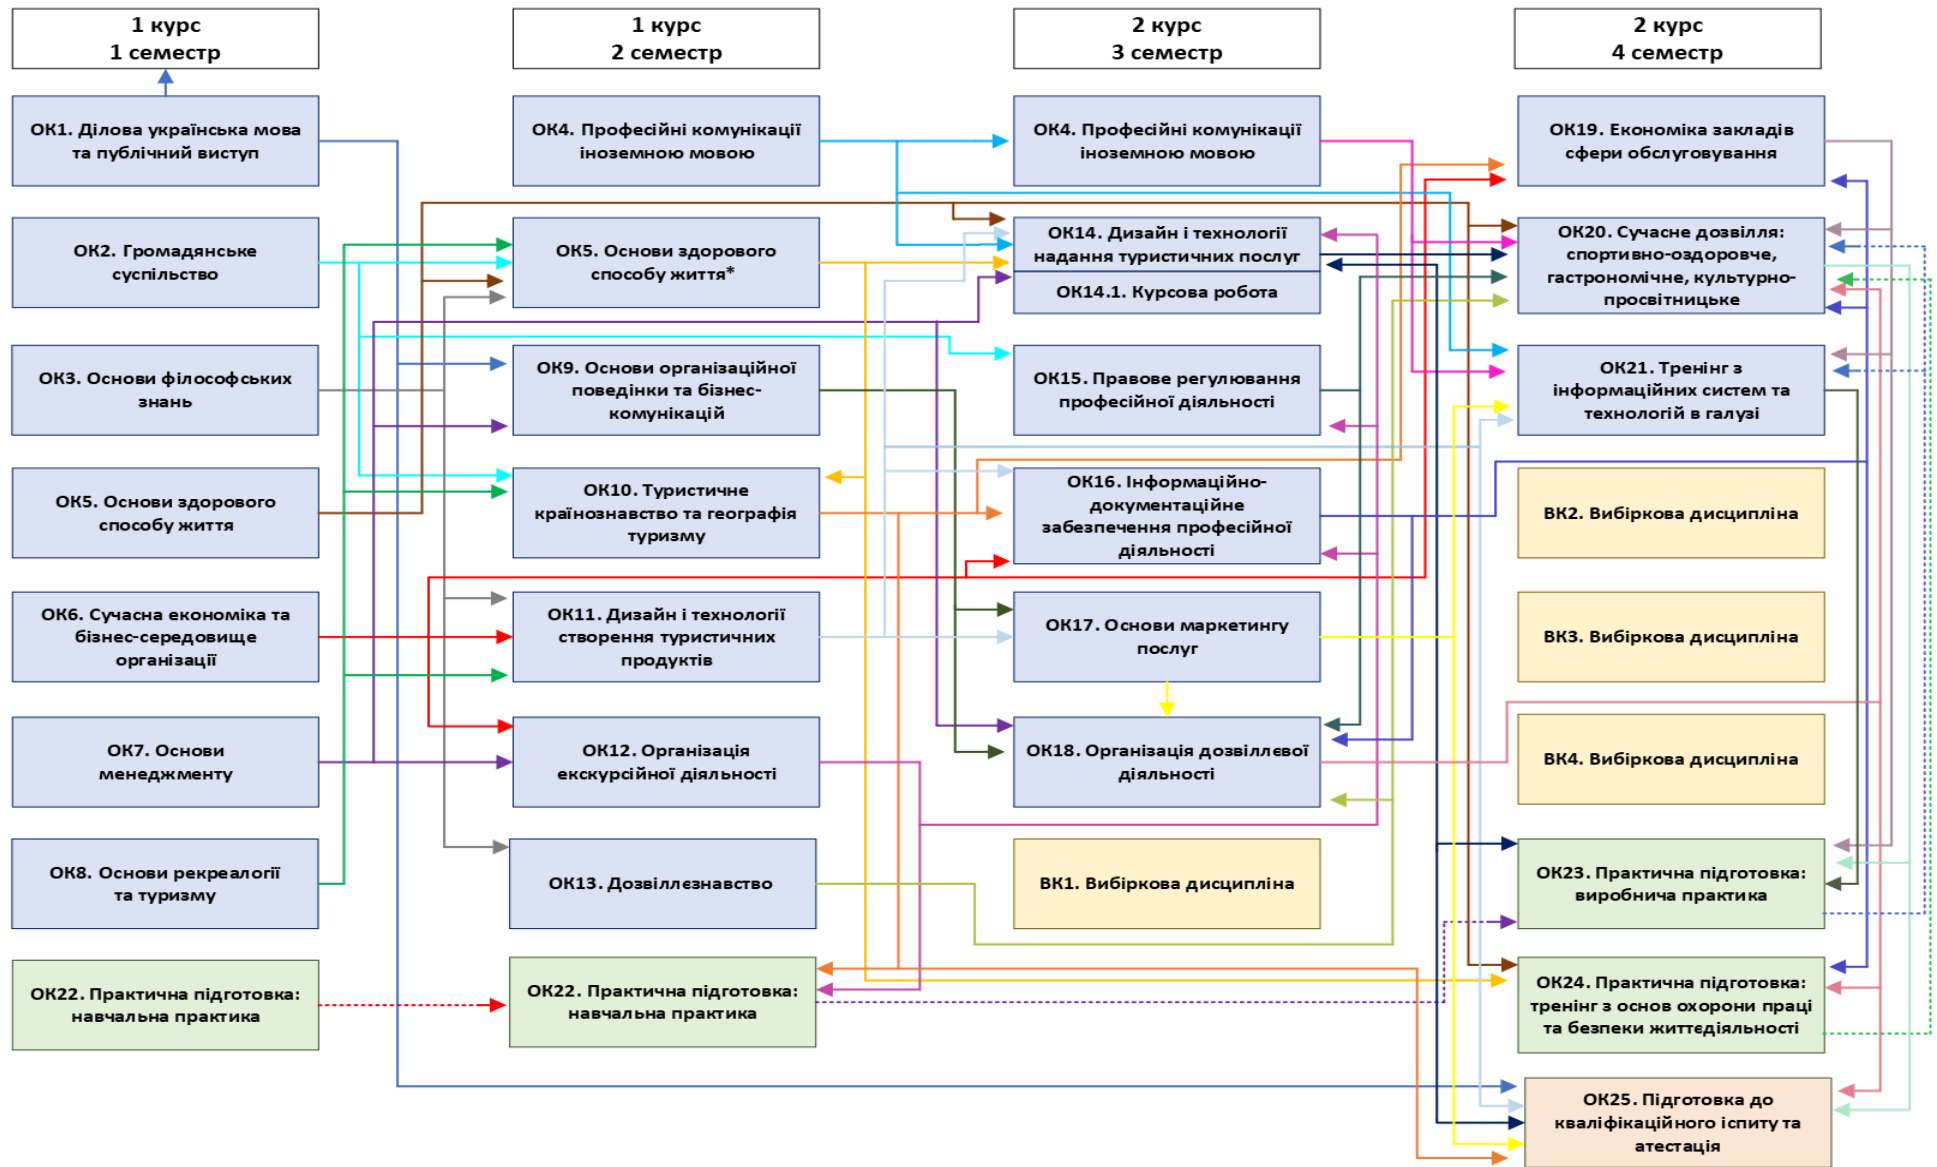 1 курс
1 семестр
1 курс
2 семестр
2 курс
3 семестр
2 курс
4 семестр
ОК1. Ділова українська мова
та публічний виступ
ОК4. Професійні комунікації
іноземною мовою
ОК4. Професійні комунікації
іноземною мовою
ОК19. Економіка закладів
сфери обслуговування
ОК2. Громадянське
суспільство
ОК5. Основи здорового
способу життя*
ОК14. Дизайн і технології
надання туристичних послуг
ОК14.1. Курсова робота
ОК20. Сучасне дозвілля:
спортивно-оздоровче,
гастрономічне, культурно-
просвітницьке
ОК3. Основи філософських
знань
ОК9. Основи організаційної
поведінки та бізнес-
комунікацій
ОК15. Правове регулювання
професійної діяльності
ОК21. Тренінг з
інформаційних систем та
технологій в галузі
ОК5. Основи здорового
способу життя
ОК10. Туристичне
країнознавство та географія
туризму
ОК16. Інформаційно-
документаційне
забезпечення професійної
діяльності
ВК2. Вибіркова дисципліна
ОК6. Сучасна економіка та
бізнес-середовище
організації
ОК11. Дизайн і технології
створення туристичних
продуктів
ОК17. Основи маркетингу
послуг
ВК3. Вибіркова дисципліна
ОК7. Основи
менеджменту
ОК12. Організація
екскурсійної діяльності
ОК18. Організація дозвіллєвої
діяльності
ВК4. Вибіркова дисципліна
ОК8. Основи рекреалогії
та туризму
ОК13. Дозвіллєзнавство
ВК1. Вибіркова дисципліна
ОК23. Практична підготовка:
виробнича практика
ОК22. Практична підготовка:
навчальна практика
ОК22. Практична підготовка:
навчальна практика
ОК24. Практична підготовка:
тренінг з основ охорони праці
та безпеки життєдіяльності
ОК25. Підготовка до
кваліфікаційного іспиту та
атестація